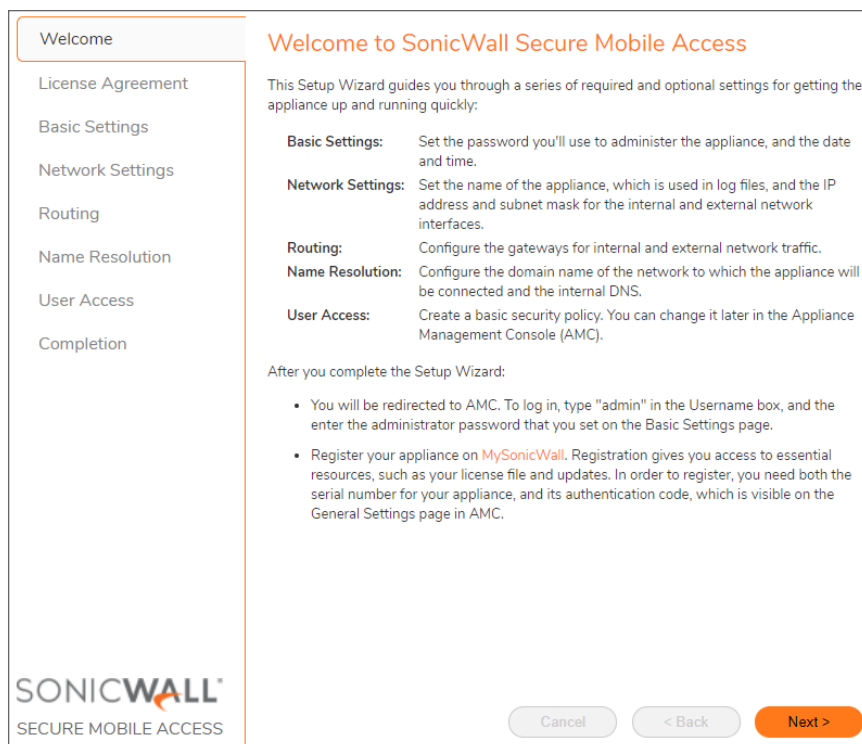 Welcome
License Agreement
Basic Settings
Network Settings
Routing
Name Resolution
User Access
Completion
SONICWALL
SECURE MOBILE ACCESS
Welcome to SonicWall Secure Mobile Access
This Setup Wizard guides you through a series of required and optional settings for getting the
appliance up and running quickly:
Basic Settings: Set the password you'll use to administer the appliance, and the date
and time.
Network Settings: Set the name of the appliance, which is used in log files, and the IP
address and subnet mask for the internal and external network
interfaces.
Routing: Configure the gateways for internal and external network traffic.
Name Resolution: Configure the domain name of the network to which the appliance will
be connected and the internal DNS.
User Access: Create a basic security policy. You can change it later in the Appliance
Management Console (AMC).
After you complete the Setup Wizard:
• You will be redirected to AMC. To log in, type "admin" in the Username box, and the
enter the administrator password that you set on the Basic Settings page.
• Register your appliance on MySonicWall. Registration gives you access to essential
resources, such as your license file and updates. In order to register, you need both the
serial number for your appliance, and its authentication code, which is visible on the
General Settings page in AMC.
Cancel
< Back
Next >